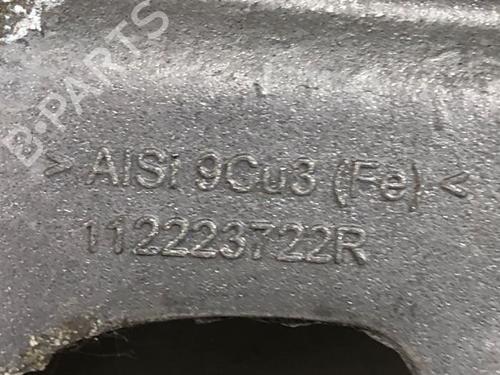 B-PARTS
> AlSi 9Cu3 (Fe) <
112223722R